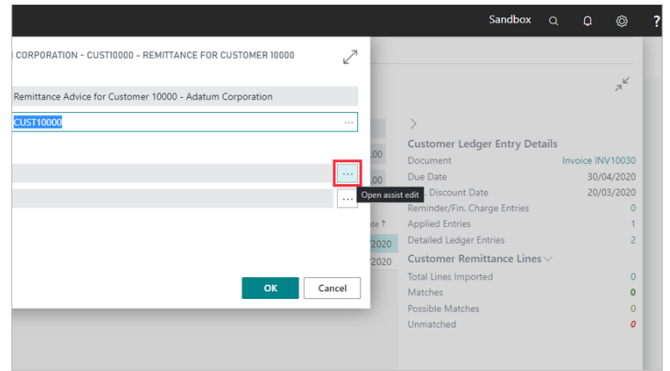 Sandbox
?
CORPORATION - CUST10000 - REMITTANCE FOR CUSTOMER 10000
Remittance Advice for Customer 10000 - Adatum Corporation
CUST10000
...
...
Open assist edit
...
OK
Cancel
.00
.00
2020
/2020
Customer Ledger Entry Details
Document Invoice INV10030
Due Date 30/04/2020
Discount Date 20/03/2020
Reminder/Fin. Charge Entries 0
Applied Entries 1
Detailed Ledger Entries 2
Customer Remittance Lines
Total Lines Imported 0
Matches 0
Possible Matches 0
Unmatched 0